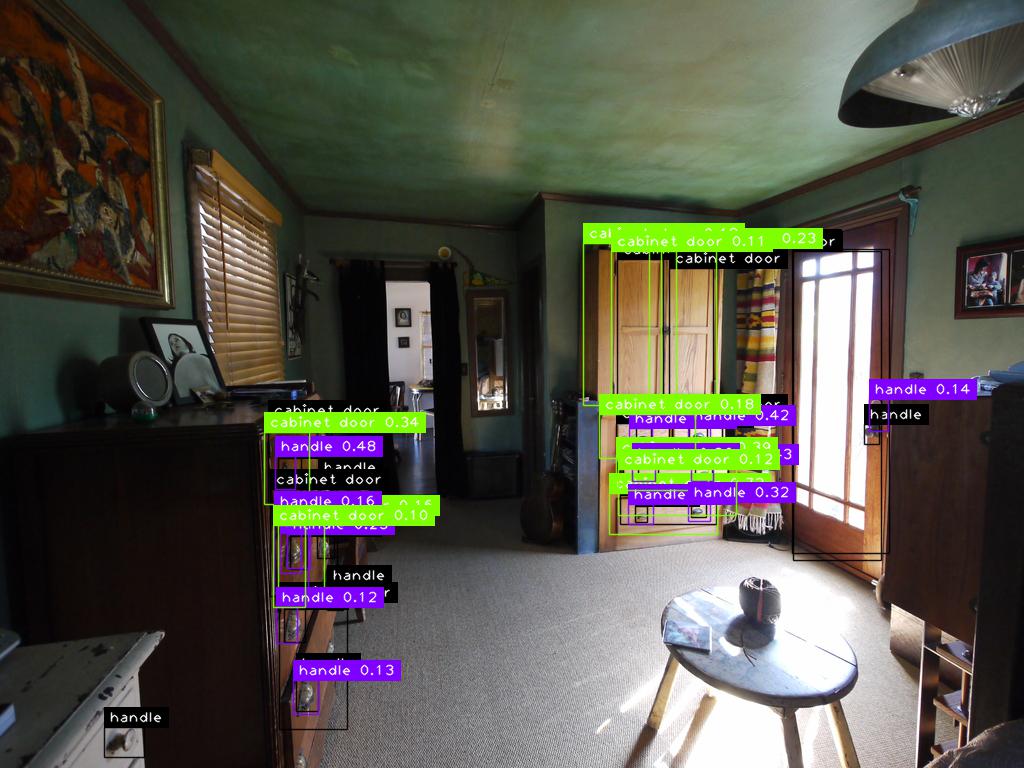 cabinet door 0.11
0.23
cabinet door
handle 0.14
handle
cabinet door 0.18
handle 0.42
handle
cabinet door
cabinet door 0.34
handle 0.48
handle
cabinet door
cabinet door 0.12
handle 0.16
handle
handle 0.32
cabinet door 0.10
handle
handle 0.12
handle 0.13
handle